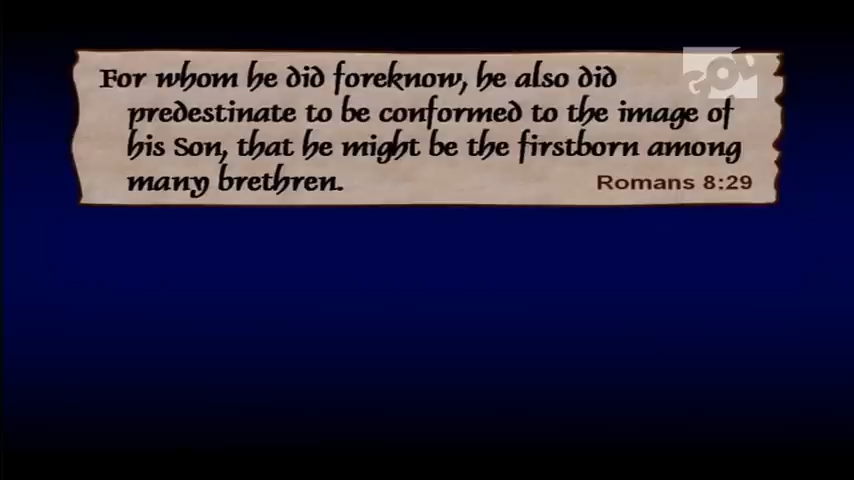 GOD
For whom he did foreknow, he also did
predestinate to be conformed to the image of
his Son, that he might be the firstborn among
many brethren.
Romans 8:29